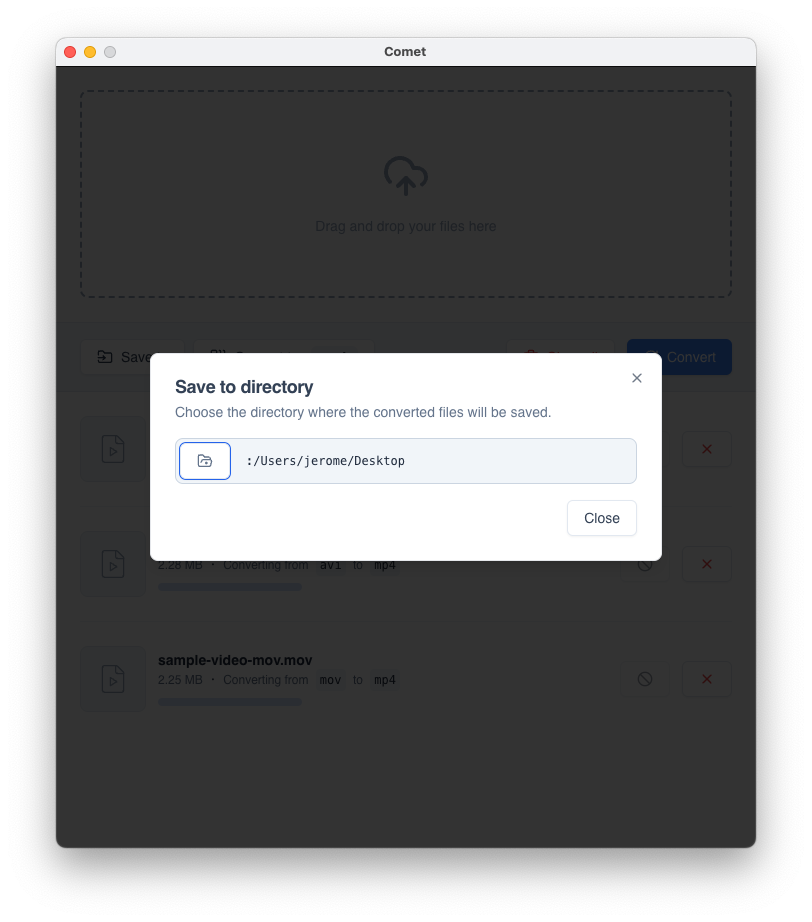 Comet
Drag and drop your files here
Save
Convert
Save to directory
Choose the directory where the converted files will be saved.
:/Users/jerome/Desktop
Close
2.28 MB · Converting from avi to mp4
sample-video-mov.mov
2.25 MB · Converting from mov to mp4